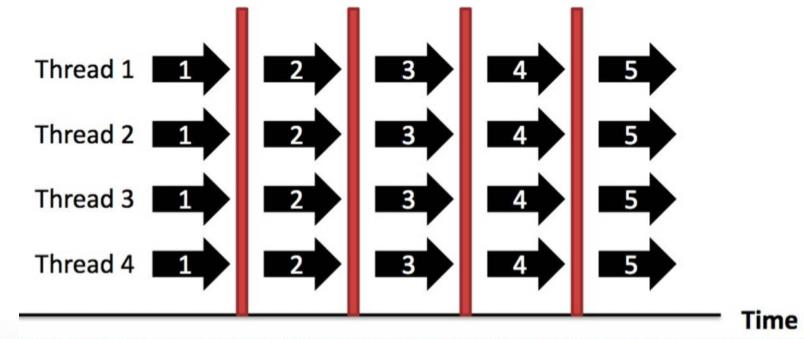 Thread 1 1 2 3 4 5
Thread 2 1 2 3 4 5
Thread 3 1 2 3 4 5
Thread 4 1 2 3 4 5
Time